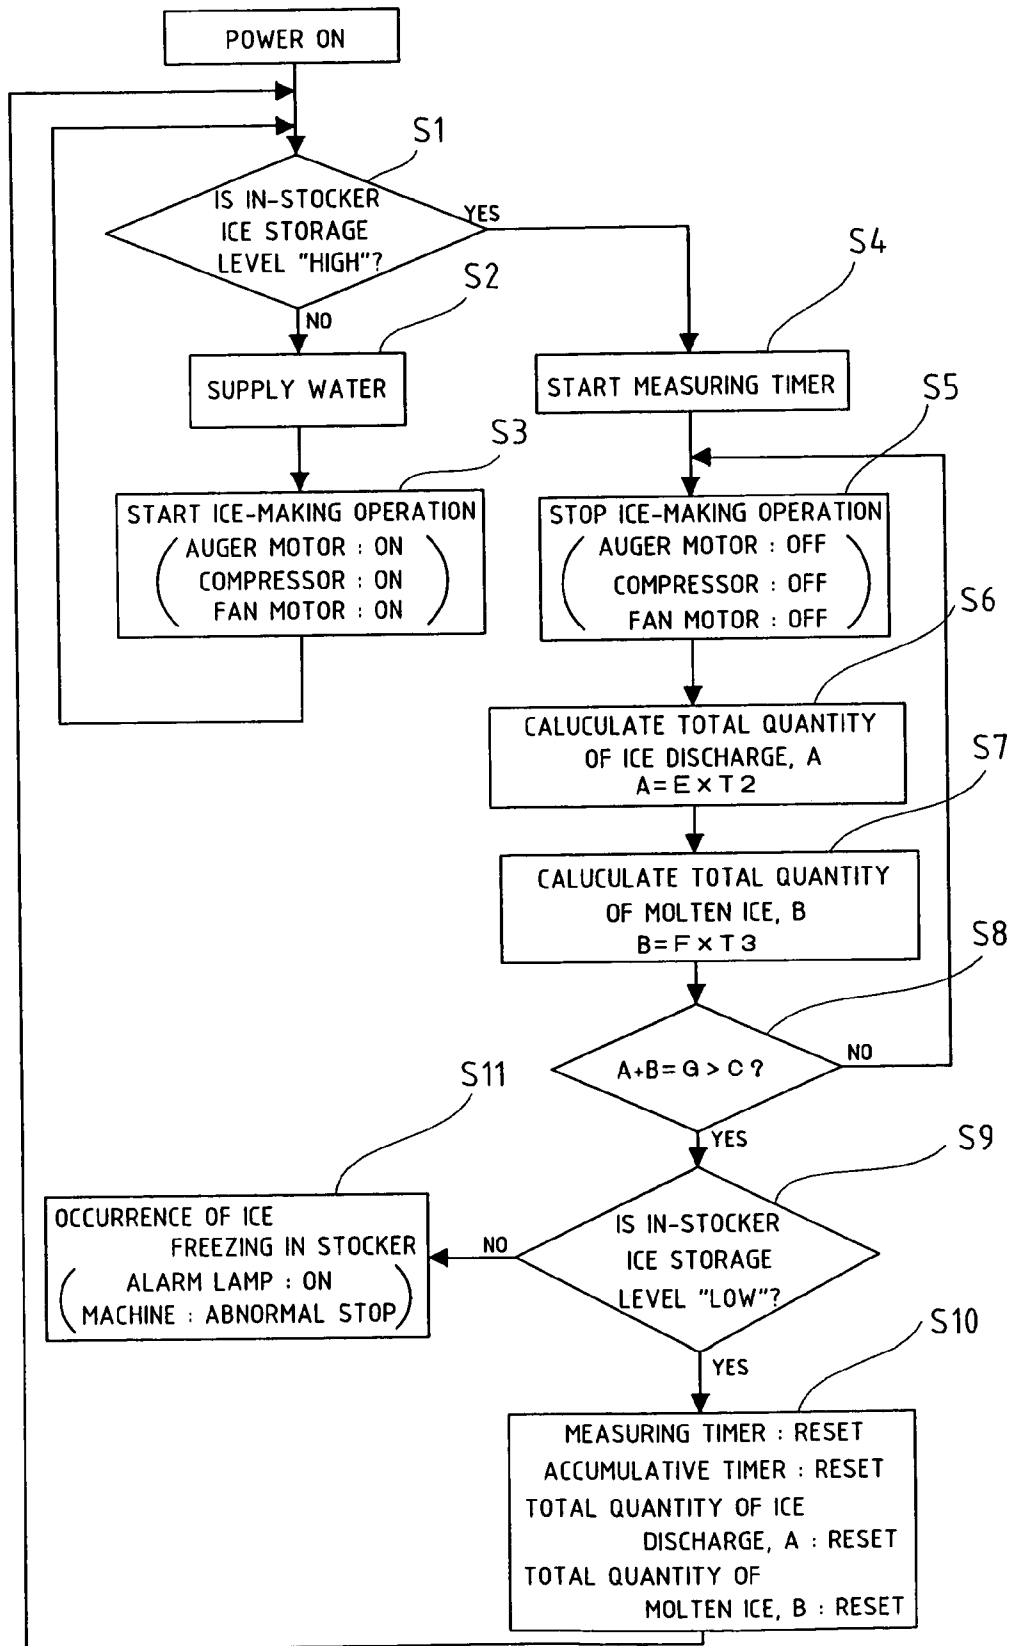 POWER ON
S1
IS IN-STOCKER
ICE STORAGE
LEVEL "HIGH"?
YES
NO
S2
SUPPLY WATER
S3
START ICE-MAKING OPERATION
AUGER MOTOR : ON
COMPRESSOR : ON
FAN MOTOR : ON
S4
START MEASURING TIMER
S5
STOP ICE-MAKING OPERATION
AUGER MOTOR : OFF
COMPRESSOR : OFF
FAN MOTOR : OFF
S6
CALUCULATE TOTAL QUANTITY
OF ICE DISCHARGE, A
A=E×T2
S7
CALUCULATE TOTAL QUANTITY
OF MOLTEN ICE, B
B=F×T3
S8
A+B=G>C?
NO
YES
S9
IS IN-STOCKER
ICE STORAGE
LEVEL "LOW"?
NO
YES
S11
OCCURRENCE OF ICE
FREEZING IN STOCKER
ALARM LAMP : ON
MACHINE : ABNORMAL STOP
S10
MEASURING TIMER : RESET
ACCUMULATIVE TIMER : RESET
TOTAL QUANTITY OF ICE
DISCHARGE, A : RESET
TOTAL QUANTITY OF
MOLTEN ICE, B : RESET